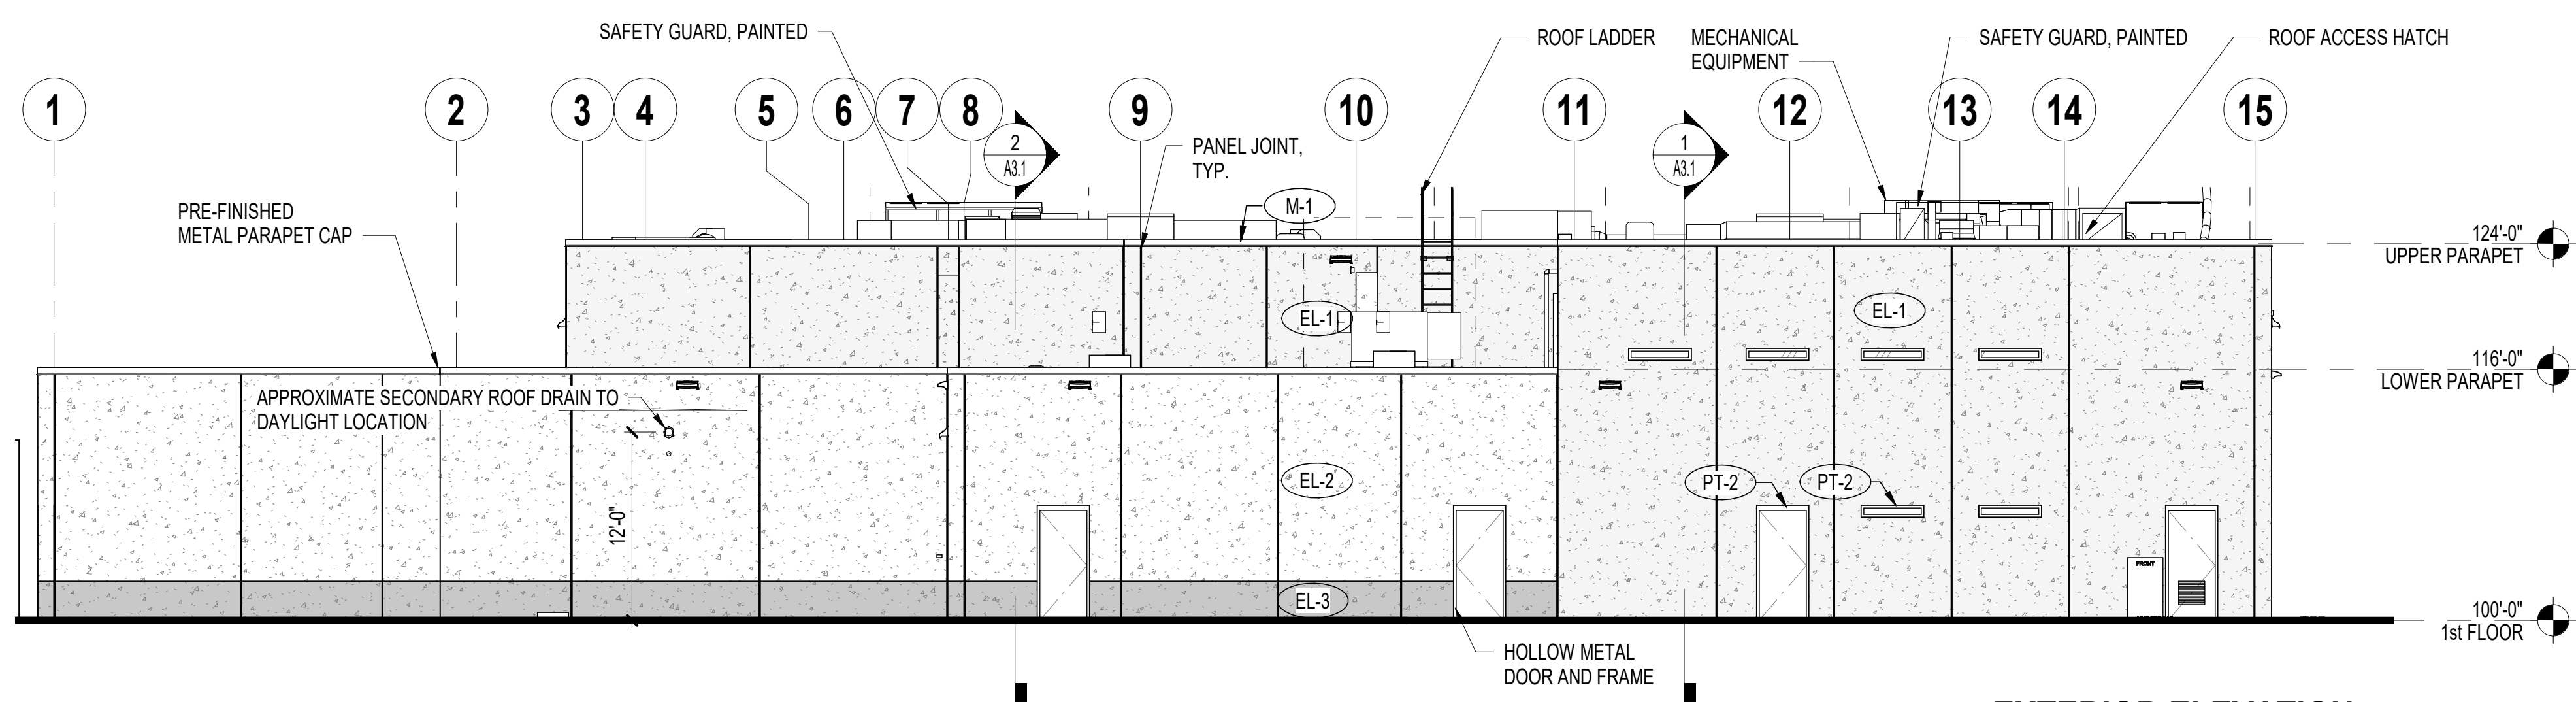 SAFETY GUARD, PAINTED
ROOF LADDER
MECHANICAL
EQUIPMENT
SAFETY GUARD, PAINTED
ROOF ACCESS HATCH
1
2
3
4
5
6
7
8
9
10
11
12
13
14
15
2
A3.1
1
A3.1
PANEL JOINT,
TYP.
PRE-FINISHED
METAL PARAPET CAP
M-1
124'-0"
UPPER PARAPET
EL-1
EL-1
116'-0"
LOWER PARAPET
APPROXIMATE SECONDARY ROOF DRAIN TO
DAYLIGHT LOCATION
12'-0"
EL-2
PT-2
PT-2
FRONT
EL-3
100'-0"
1st FLOOR
HOLLOW METAL
DOOR AND FRAME
EXTERIOR ELEVATION